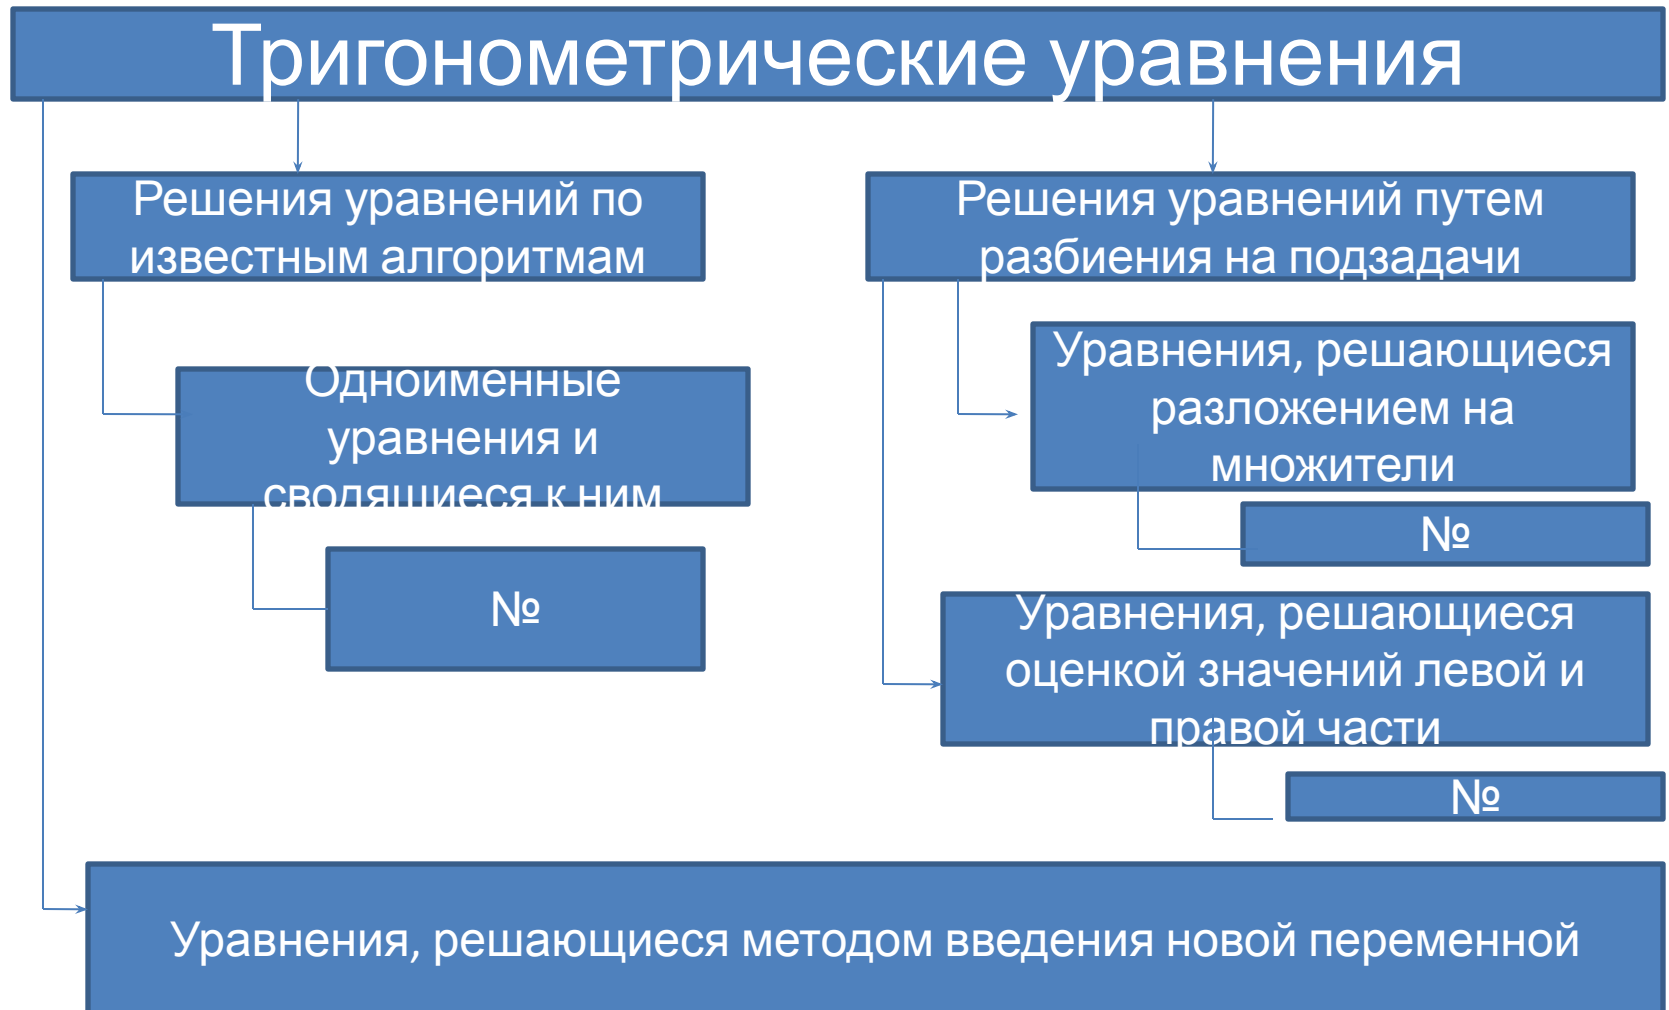 Тригонометрические уравнения
Решения уравнений по
известным алгоритмам
Одноименные
уравнения и
сводящиеся к ним
№
Решения уравнений путем
разбиения на подзадачи
Уравнения, решающиеся
разложением на
множители
№
Уравнения, решающиеся
оценкой значений левой и
правой части
№
Уравнения, решающиеся методом введения новой переменной